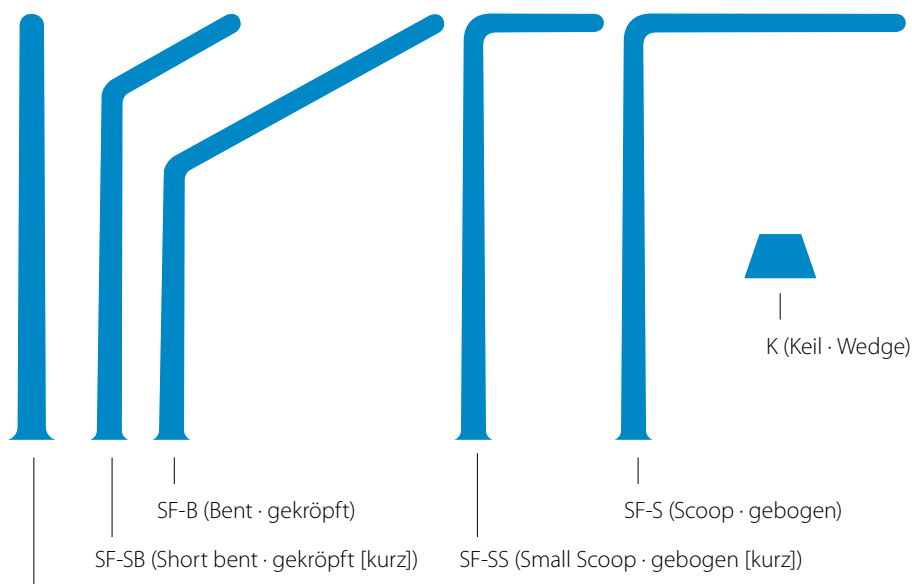 K (Keil · Wedge)
SF-B (Bent · gekröpft)
SF-S (Scoop · gebogen)
SF-SB (Short bent · gekröpft [kurz])
SF-SS (Small Scoop · gebogen [kurz])